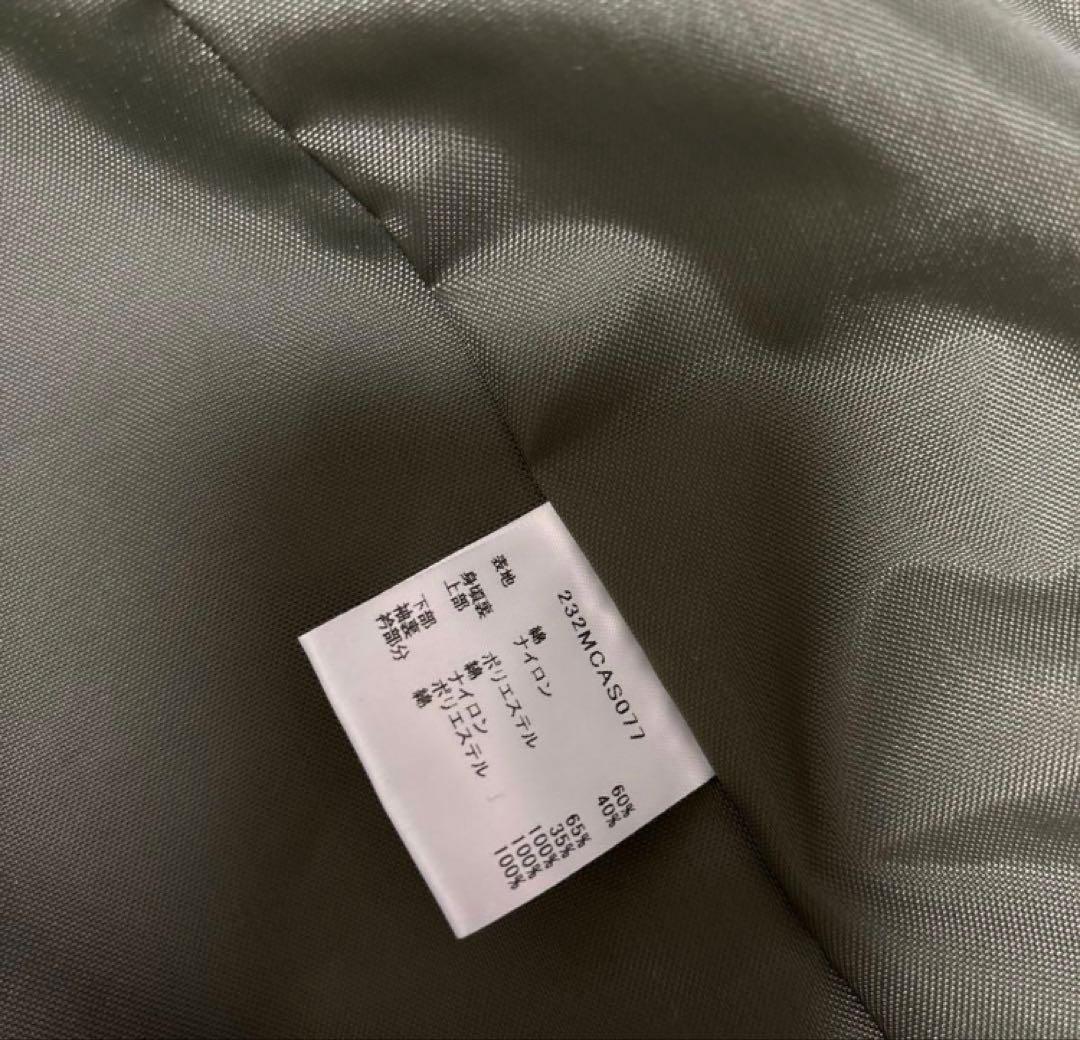 232MCAS077
表地 綿 60%
ナイロン 40%
身頃裏
上部 ポリエステル 65%
綿 35%
下部 ナイロン 100%
袖裏 ポリエステル 100%
衿部分 綿 100%